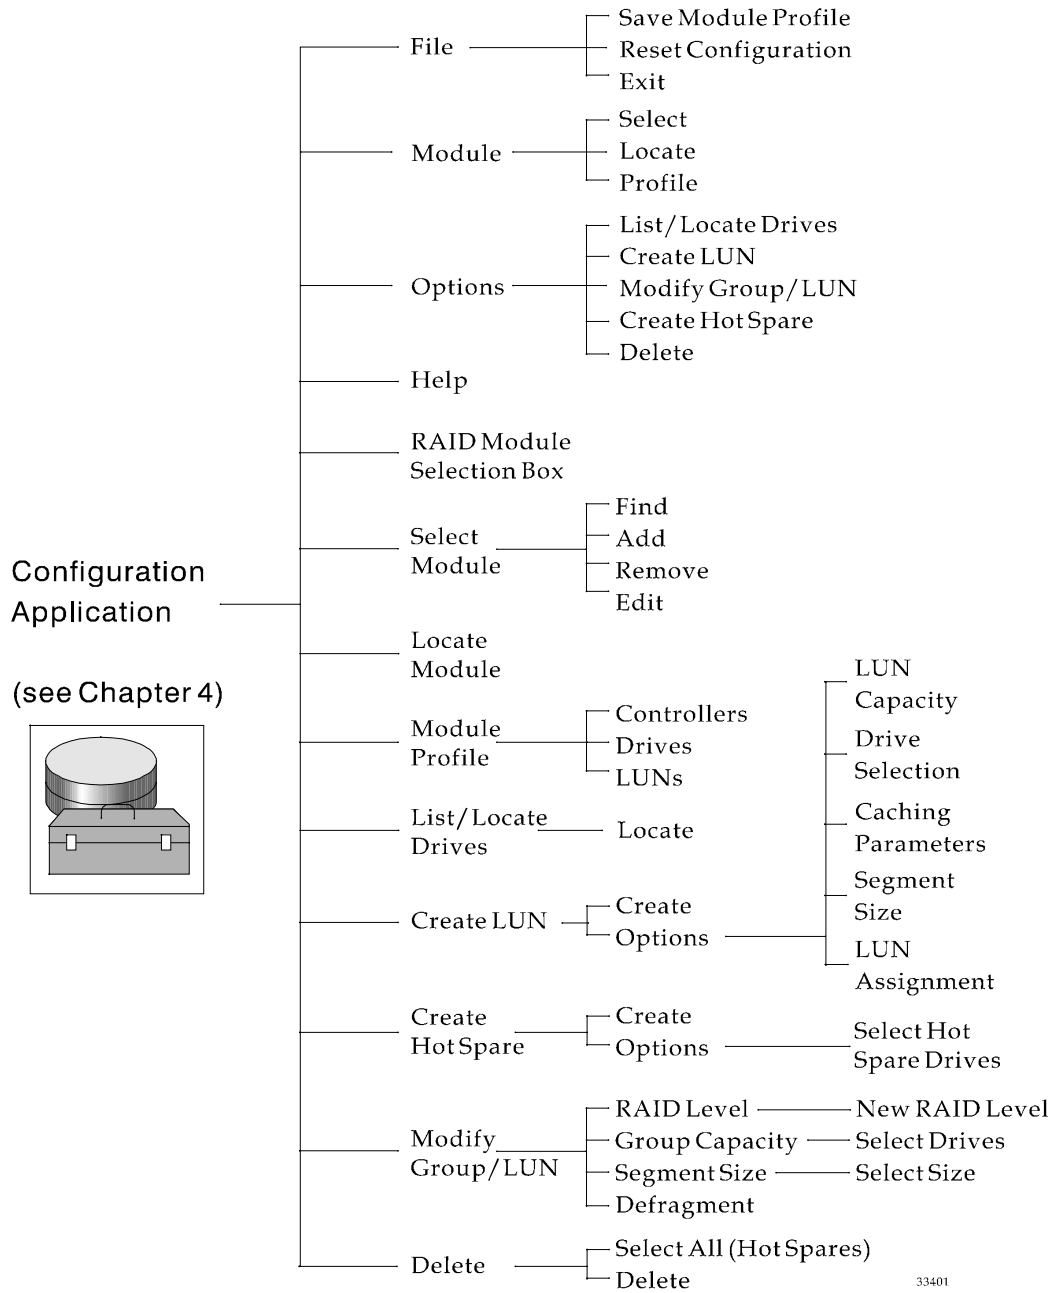 File
Save Module Profile
Reset Configuration
Exit
Module
Select
Locate
Profile
Options
List/Locate Drives
Create LUN
Modify Group/LUN
Create Hot Spare
Delete
Help
RAID Module
Selection Box
Select
Module
Find
Add
Remove
Edit
Configuration
Application
(see Chapter 4)
Locate
Module
Module
Profile
Controllers
Drives
LUNs
List/Locate
Drives
Locate
Create LUN
Create
Options
LUN
Capacity
Drive
Selection
Caching
Parameters
Segment
Size
LUN
Assignment
Create
Hot Spare
Create
Options
Select Hot
Spare Drives
Modify
Group/LUN
RAID Level
New RAID Level
Group Capacity
Select Drives
Segment Size
Select Size
Defragment
Delete
Select All (Hot Spares)
Delete
33401